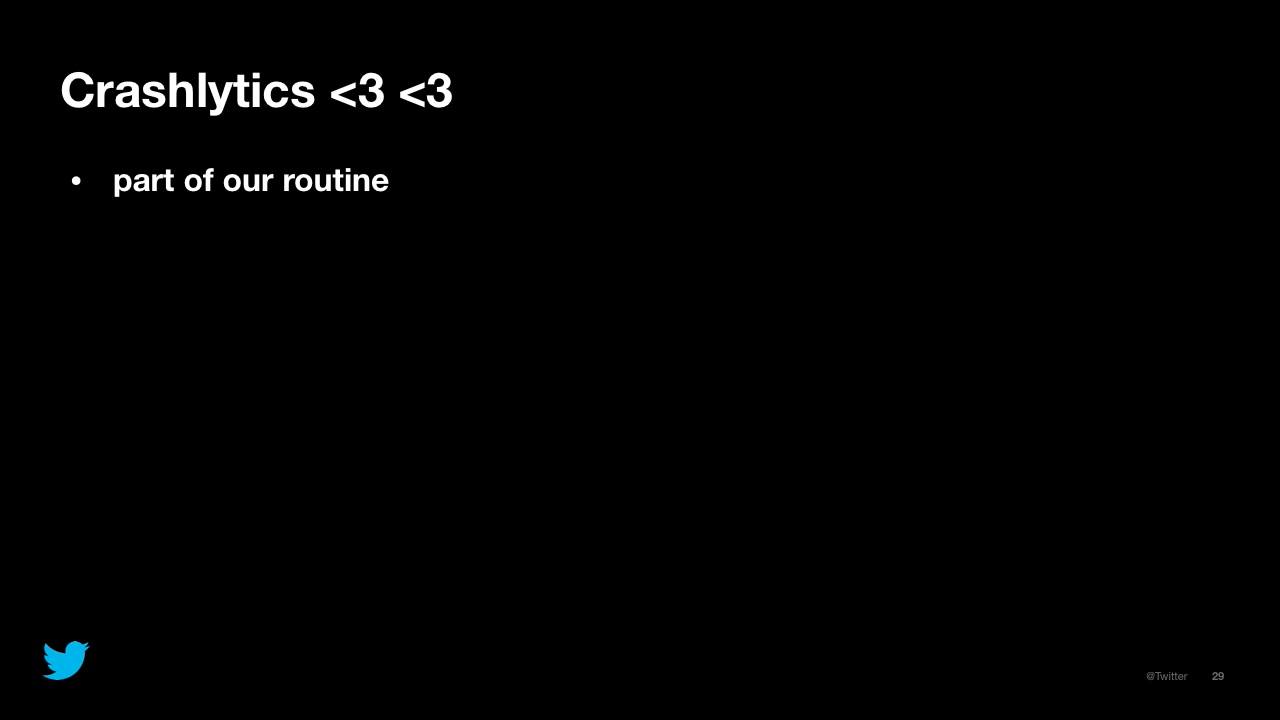 Crashlytics <3 <3
• part of our routine
@Twitter 29